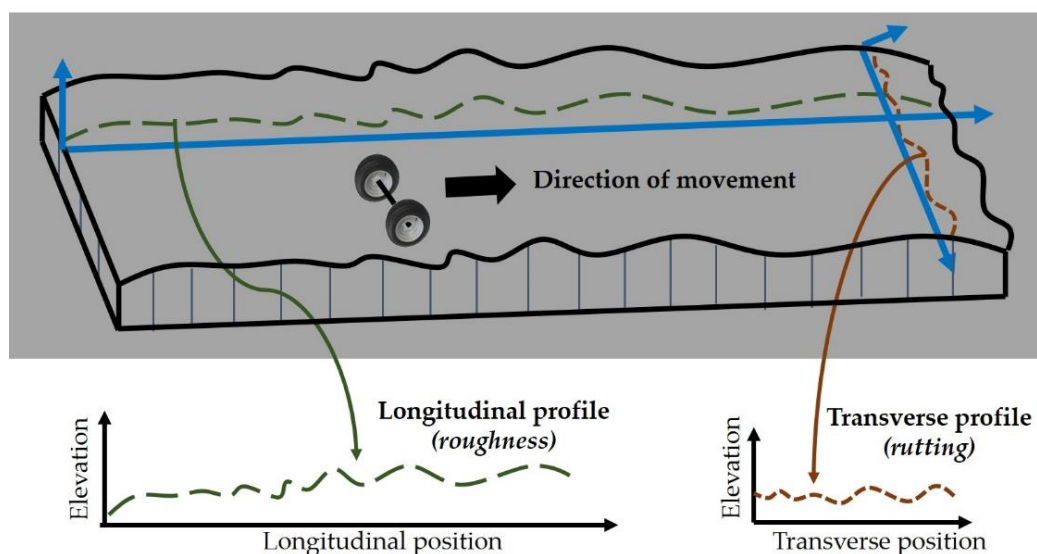 Direction of movement
Longitudinal profile
(roughness)
Elevation
Longitudinal position
Transverse profile
(rutting)
Elevation
Transverse position